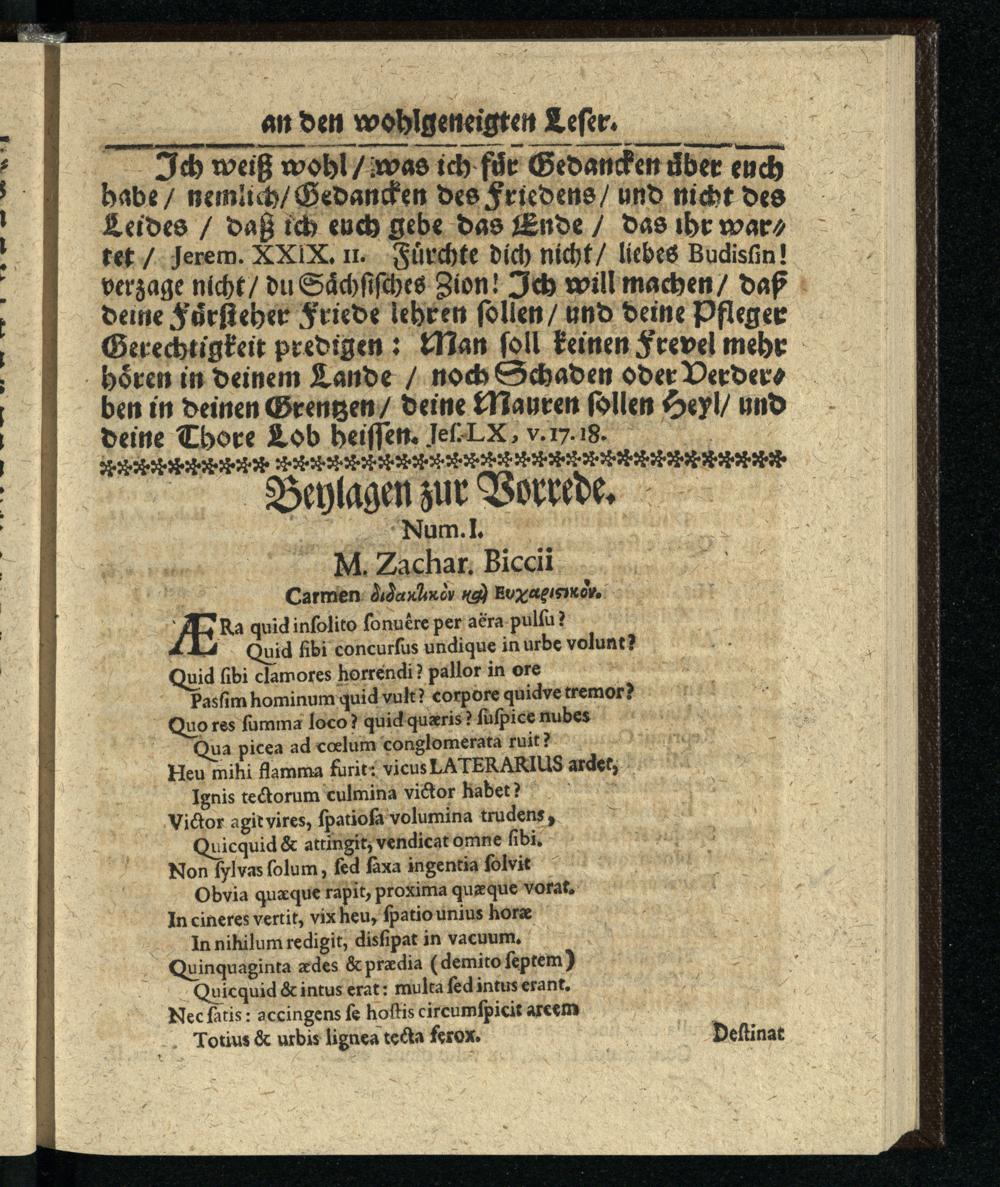 an den wohlgeneigten Leſer.
Ich weiß wohl / was ich für Gedancken über euch
habe / nemlich / Gedancken des Friedens / und nicht des
Leides / daß ich euch gebe das Ende / das ihr war⸗
tet / Jerem. XXIX. 11. Fürchte dich nicht / liebes Budisſin!
verzage nicht / du Sächſiſches Zion! Ich will machen / daß
deine Fürſteher Friede lehren ſollen / und deine Pfleger
Gerechtigkeit predigen : Man ſoll keinen Frevel mehr
hören in deinem Lande / noch Schaden oder Verder⸗
ben in deinen Grentzen / deine Mauren ſollen Heyl / und
deine Thore Lob heiſſen. Jeſ. LX, v. 17. 18.
Beylagen zur Vorrede.
Num. I.
M. Zachar. Biccii
Carmen διδακτικὸν καὶ Ευχαριστικόν.
ÆRa quid inſolito ſonuêre per aëra pulſu?
Quid ſibi concurſus undique in urbe volunt?
Quid ſibi clamores horrendi? pallor in ore
Pasſim hominum quid vult? corpore quidve tremor?
Quo res ſumma loco? quid quæris? ſuſpice nubes
Qua picea ad cœlum conglomerata ruit?
Heu mihi flamma furit: vicus LATERARIUS ardet,
Ignis tectorum culmina victor habet?
Victor agit vires, ſpatioſa volumina trudens,
Quicquid & attingit, vendicat omne ſibi.
Non ſylvas ſolum, ſed ſaxa ingentia ſolvit
Obvia quæque rapit, proxima quæque vorat.
In cineres vertit, vix heu, ſpatio unius horæ
In nihilum redigit, disſipat in vacuum.
Quinquaginta ædes & prædia (demito ſeptem)
Quicquid & intus erat: multa ſed intus erant.
Nec ſatis: accingens ſe hoſtis circumſpicit arcem
Totius & urbis lignea tecta ferox.
Deſtinat